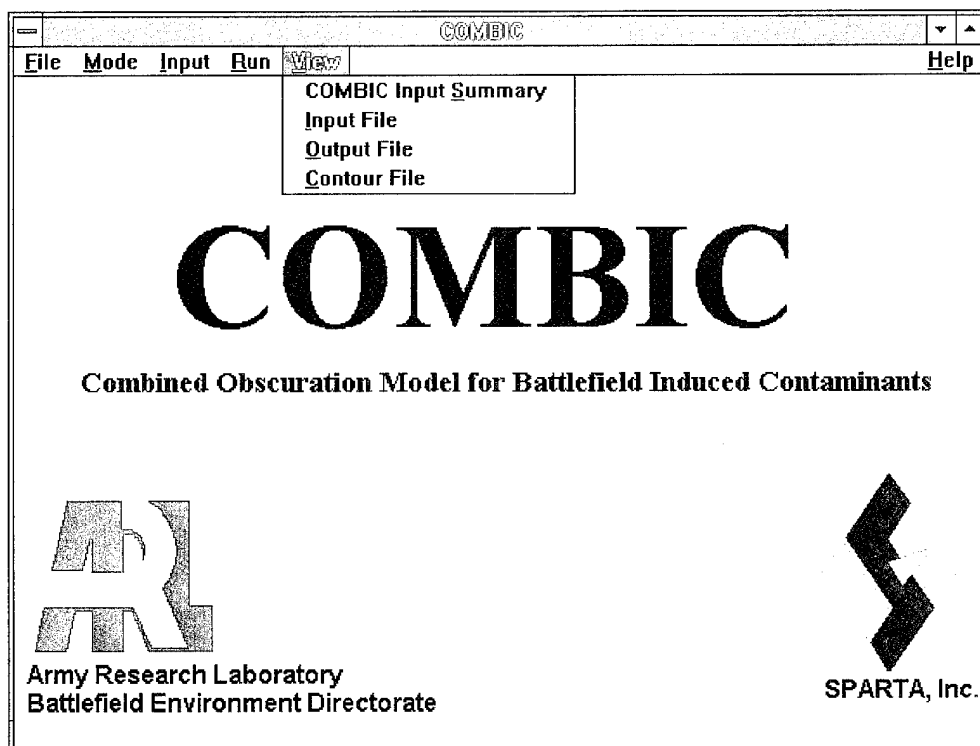 COMBIC
File Mode Input Run View Help
COMBIC Input Summary
Input File
Output File
Contour File
COMBIC
Combined Obscuration Model for Battlefield Induced Contaminants
ARL
Army Research Laboratory
Battlefield Environment Directorate
SPARTA, Inc.